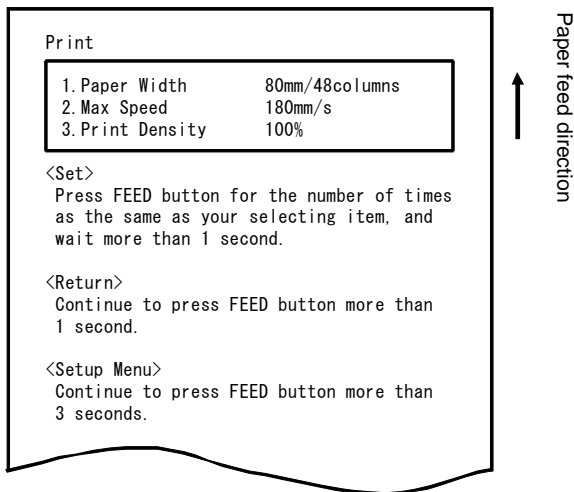 Print
1. Paper Width 80mm/48columns
2. Max Speed 180mm/s
3. Print Density 100%
<Set>
Press FEED button for the number of times
as the same as your selecting item, and
wait more than 1 second.
<Return>
Continue to press FEED button more than
1 second.
<Setup Menu>
Continue to press FEED button more than
3 seconds.
Paper feed direction